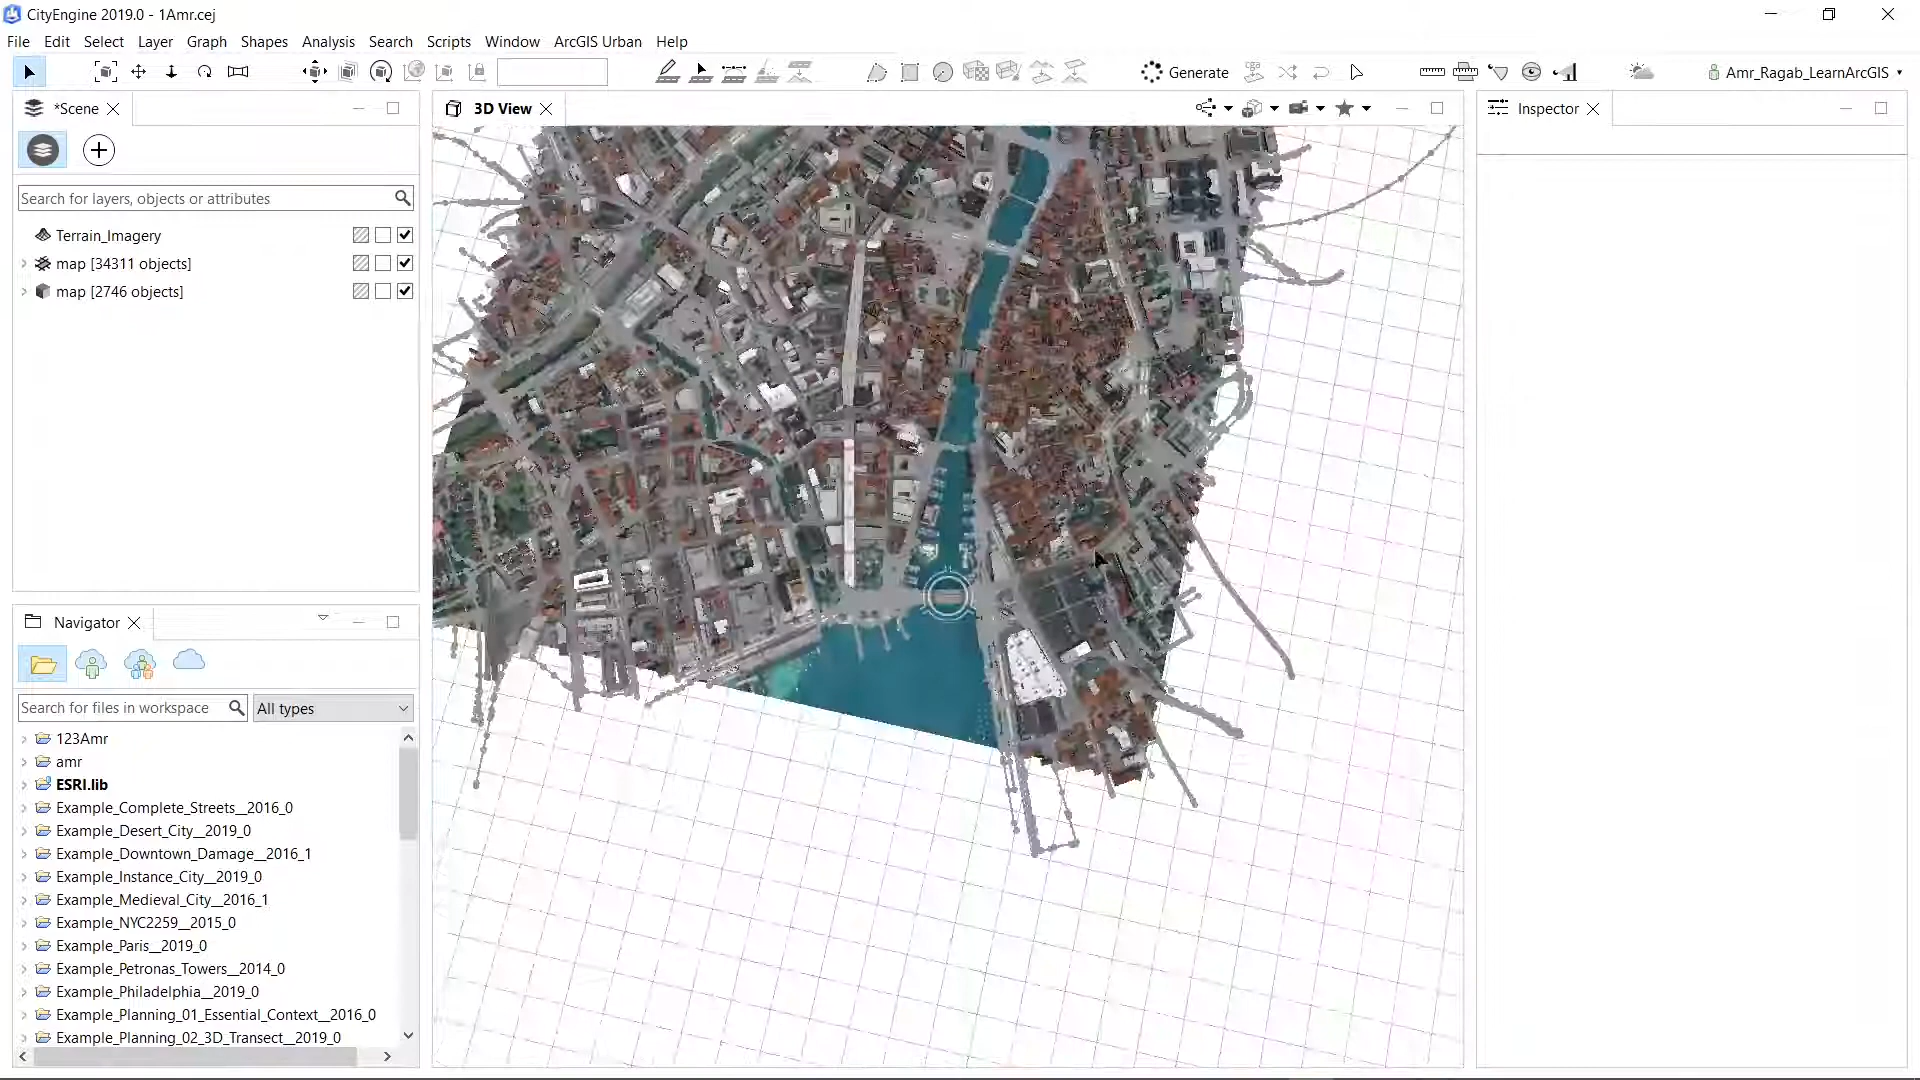 CityEngine 2019.0 - 1Amr.cej
File Edit Select Layer Graph Shapes Analysis Search Scripts Window ArcGIS Urban Help
Generate
Amr_Ragab_LearnArcGIS
*Scene
3D View
Inspector
Search for layers, objects or attributes
Terrain_Imagery
map [34311 objects]
map [2746 objects]
Navigator
Search for files in workspace
All types
123Amr
amr
ESRI.lib
Example_Complete_Streets__2016_0
Example_Desert_City__2019_0
Example_Downtown_Damage__2016_1
Example_Instance_City__2019_0
Example_Medieval_City__2016_1
Example_NYC2259__2015_0
Example_Paris__2019_0
Example_Petronas_Towers__2014_0
Example_Philadelphia__2019_0
Example_Planning_01_Essential_Context__2016_0
Example_Planning_02_3D_Transect__2019_0